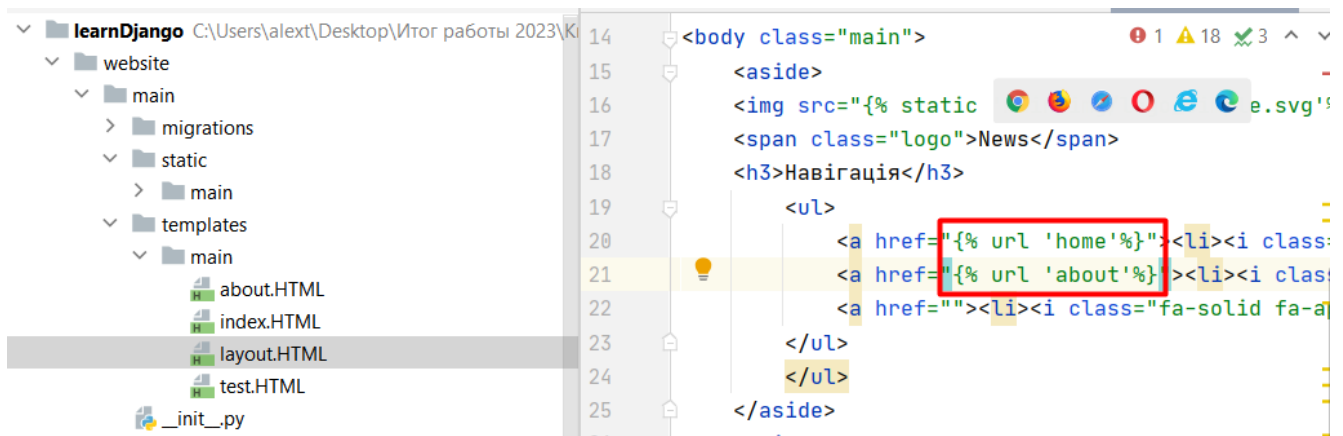 learnDjango C:\Users\alext\Desktop\Итог работы 2023\
website
main
migrations
static
main
templates
main
about.HTML
index.HTML
layout.HTML
test.HTML
__init__.py
1 18 3
14 <body class="main">
15 <aside>
16 <img src="{% static e.svg'
17 <span class="logo">News</span>
18 <h3>Навігація</h3>
19 <ul>
20 <a href="{% url 'home'%}"><li><i class=
21 <a href="{% url 'about'%}"><li><i clas
22 <a href=""><li><i class="fa-solid fa-a
23 </ul>
24 </ul>
25 </aside>